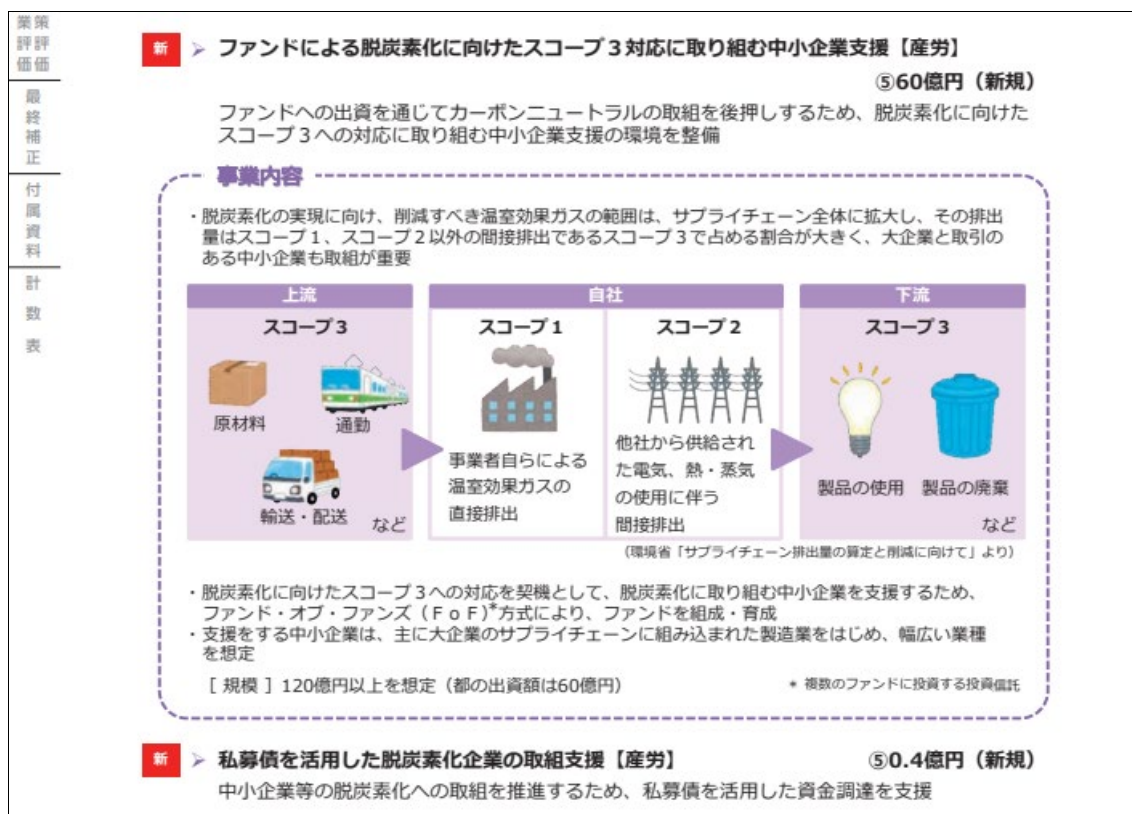 業策
評評
価価
最終補正
付属資料
計数表
新 ➢ ファンドによる脱炭素化に向けたスコープ3対応に取り組む中小企業支援【産労】
⑤60億円（新規）
ファンドへの出資を通じてカーボンニュートラルの取組を後押しするため、脱炭素化に向けた
スコープ3への対応に取り組む中小企業支援の環境を整備
事業内容
・脱炭素化の実現に向け、削減すべき温室効果ガスの範囲は、サプライチェーン全体に拡大し、その排出
量はスコープ1、スコープ2以外の間接排出であるスコープ3で占める割合が大きく、大企業と取引の
ある中小企業も取組が重要
上流
スコープ3
原材料
通勤
輸送・配送
など
自社
スコープ1
事業者自らによる
温室効果ガスの
直接排出
スコープ2
他社から供給され
た電気、熱・蒸気
の使用に伴う
間接排出
下流
スコープ3
製品の使用
製品の廃棄
など
（環境省「サプライチェーン排出量の算定と削減に向けて」より）
・脱炭素化に向けたスコープ3への対応を契機として、脱炭素化に取り組む中小企業を支援するため、
ファンド・オブ・ファンズ（FoF）*方式により、ファンドを組成・育成
・支援をする中小企業は、主に大企業のサプライチェーンに組み込まれた製造業をはじめ、幅広い業種
を想定
［規模］120億円以上を想定（都の出資額は60億円）
* 複数のファンドに投資する投資信託
新 ➢ 私募債を活用した脱炭素化企業の取組支援【産労】 ⑤0.4億円（新規）
中小企業等の脱炭素化への取組を推進するため、私募債を活用した資金調達を支援